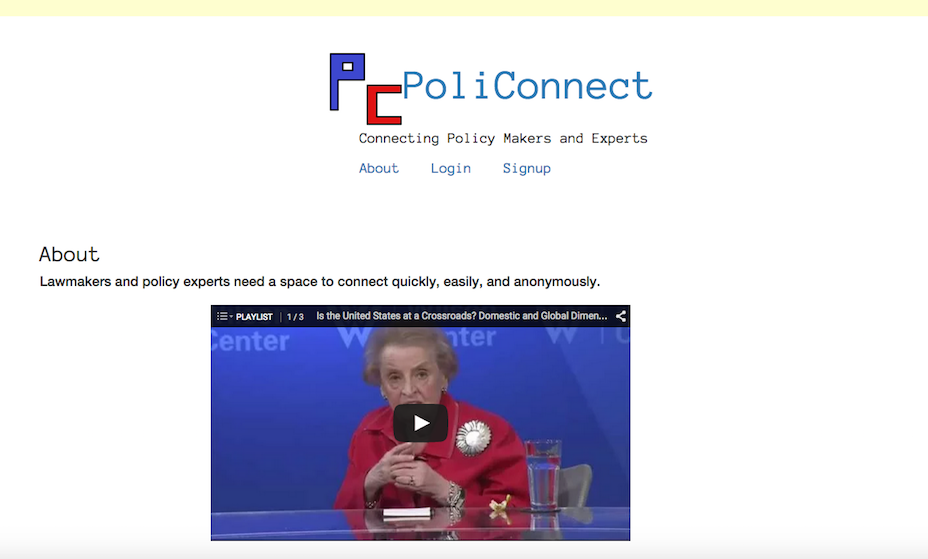 PC PoliConnect
Connecting Policy Makers and Experts
About Login Signup
About
Lawmakers and policy experts need a space to connect quickly, easily, and anonymously.
PLAYLIST 1 / 3 Is the United States at a Crossroads? Domestic and Global Dimen...
Center W nter W